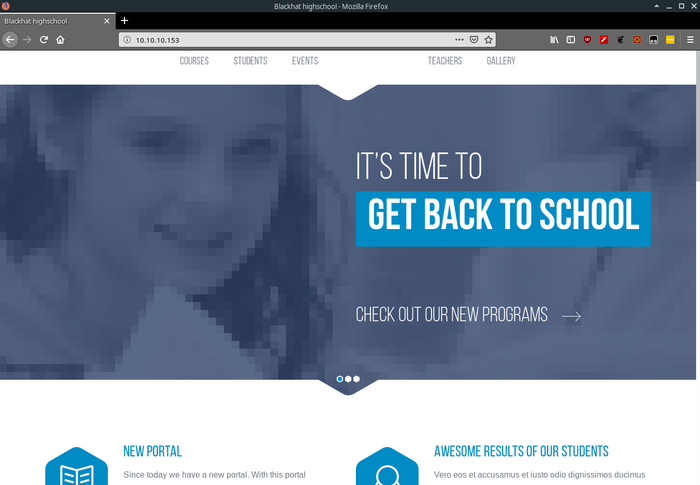 Blackhat highschool - Mozilla Firefox
Blackhat highschool
10.10.10.153
COURSES STUDENTS EVENTS TEACHERS GALLERY
IT'S TIME TO
GET BACK TO SCHOOL
CHECK OUT OUR NEW PROGRAMS
NEW PORTAL AWESOME RESULTS OF OUR STUDENTS
Since today we have a new portal. With this portal Vero eos et accusamus et iusto odio dignissimos ducimus